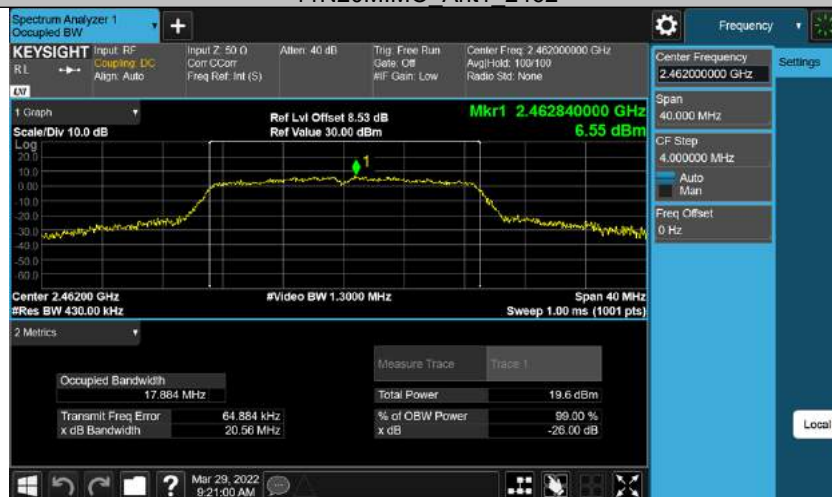 Spectrum Analyzer 1
Occupied BW
+
Frequency
KEYSIGHT
RL
LXI
Input: RF
Coupling: DC
Align: Auto
Input Z: 50 Ω
Corr CCorr
Freq Ref: Int (S)
Atten: 40 dB
Trig: Free Run
Gate: Off
#IF Gain: Low
Center Freq: 2.462000000 GHz
Avg|Hold: 100/100
Radio Std: None
Center Frequency
2.462000000 GHz
Settings
Span
40.000 MHz
CF Step
4.000000 MHz
Auto
Man
Freq Offset
0 Hz
Local
1 Graph
Scale/Div 10.0 dB
Ref Lvl Offset 8.53 dB
Ref Value 30.00 dBm
Mkr1 2.462840000 GHz
6.55 dBm
Log
20.0
10.0
0.00
-10.0
-20.0
-30.0
-40.0
-50.0
-60.0
1
Center 2.46200 GHz
#Video BW 1.3000 MHz
Span 40 MHz
#Res BW 430.00 kHz
Sweep 1.00 ms (1001 pts)
2 Metrics
Measure Trace Trace 1
Occupied Bandwidth
17.884 MHz
Total Power 19.6 dBm
Transmit Freq Error 64.884 kHz
% of OBW Power 99.00 %
x dB Bandwidth 20.56 MHz
x dB -26.00 dB
?
Mar 29, 2022
9:21:00 AM